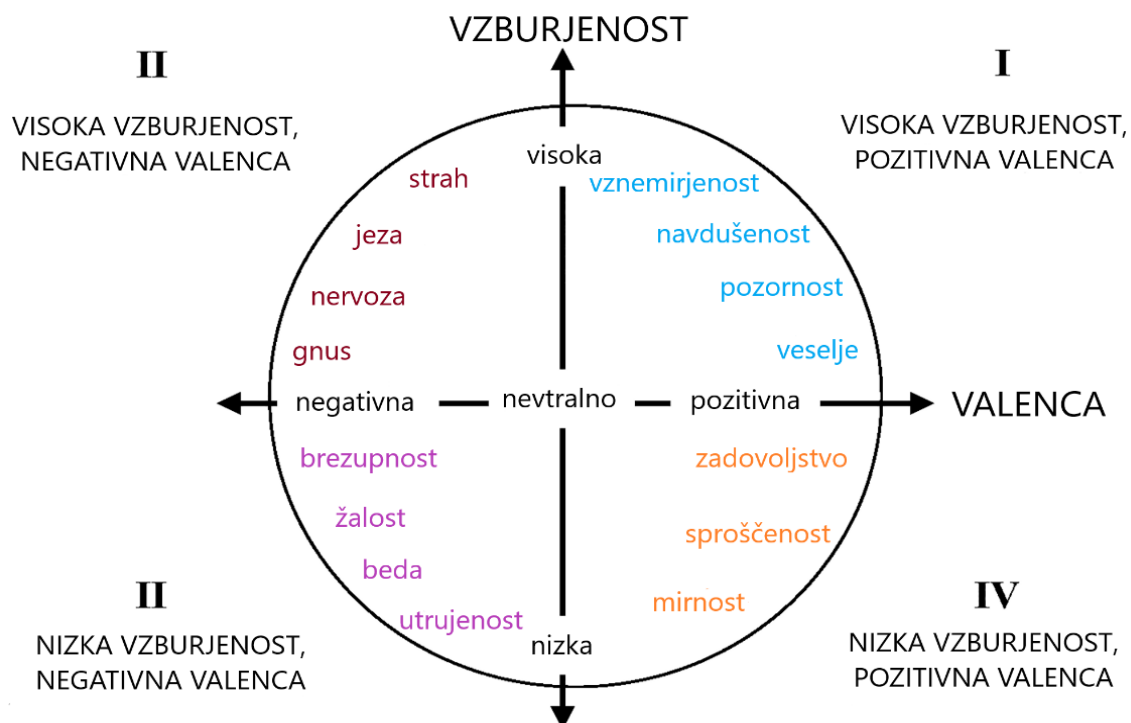 VZBURJENOST
II
I
VISOKA VZBURJENOST,
NEGATIVNA VALENCA
VISOKA VZBURJENOST,
POZITIVNA VALENCA
visoka
strah
vznemirjenost
jeza
navdušenost
nervoza
pozornost
gnus
veselje
negativna
nevtralno
pozitivna
VALENCA
brezupnost
zadovoljstvo
žalost
sproščenost
beda
mirnost
utrujenost
nizka
II
IV
NIZKA VZBURJENOST,
NEGATIVNA VALENCA
NIZKA VZBURJENOST,
POZITIVNA VALENCA